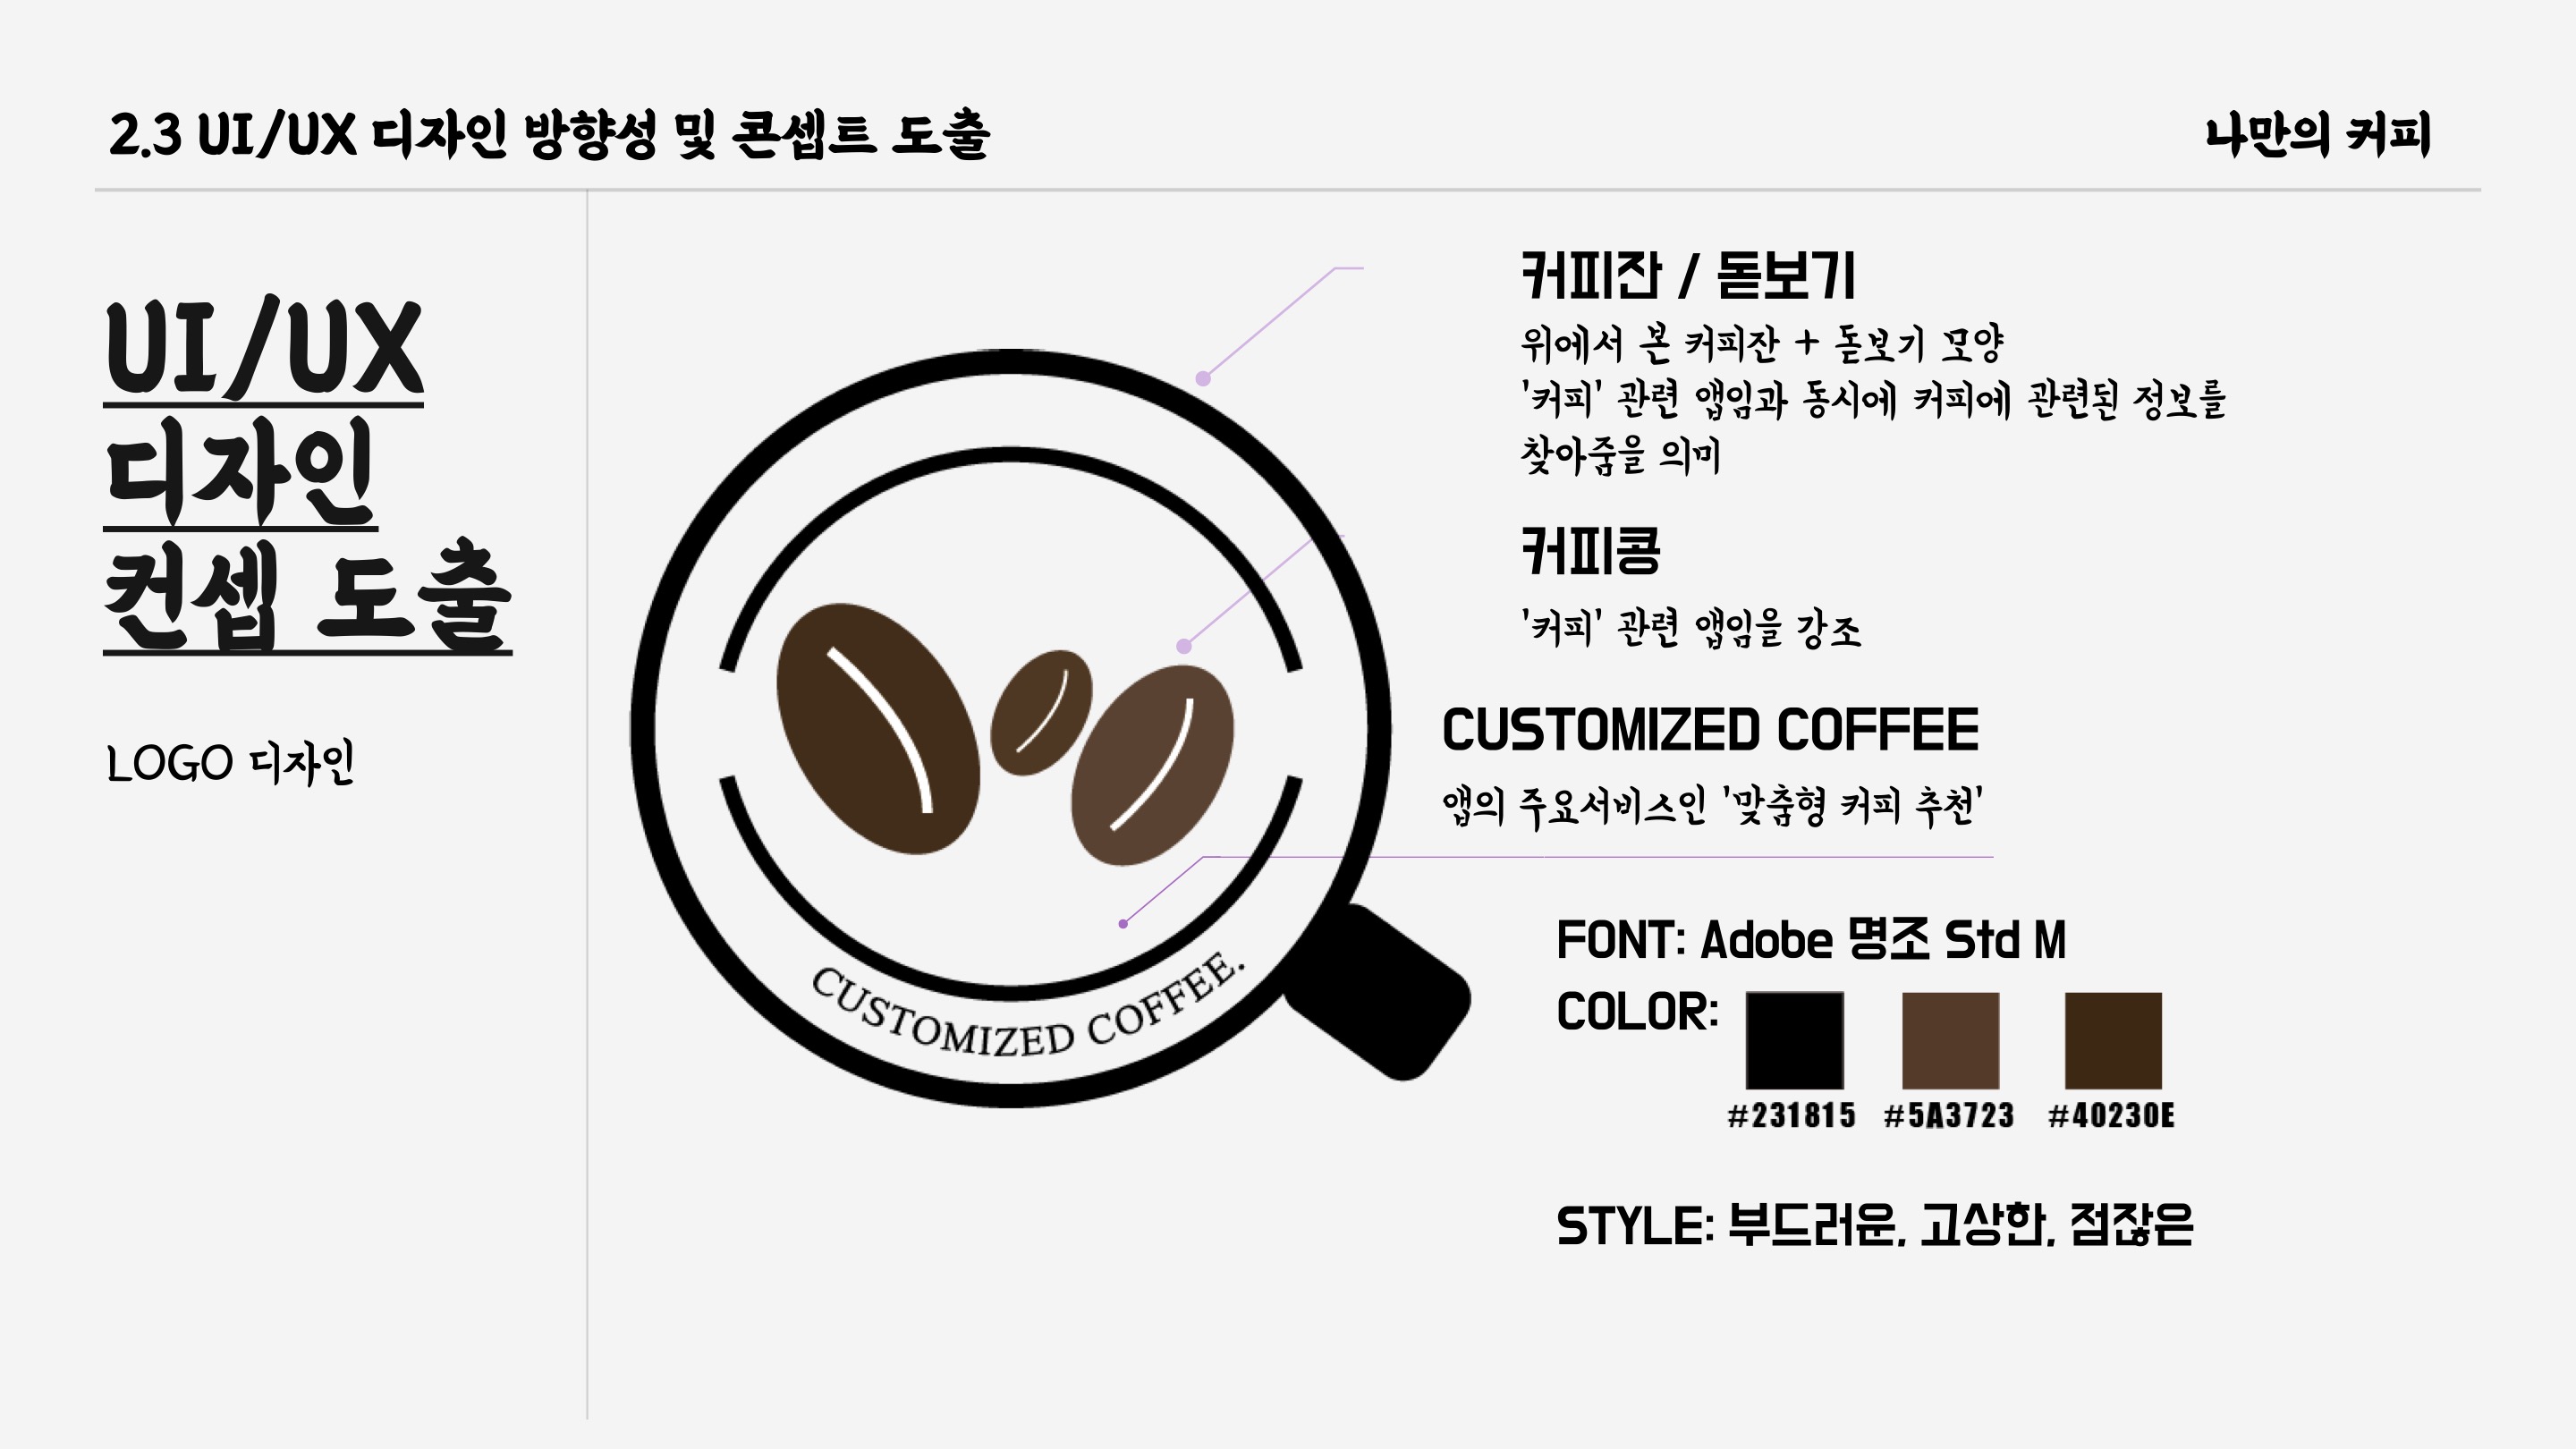 2.3 UI/UX 디자인 방향성 및 콘셉트 도출
나만의 커피
UI/UX
디자인
컨셉 도출
LOGO 디자인
커피잔 / 돋보기
위에서 본 커피잔 + 돋보기 모양
'커피' 관련 앱임과 동시에 커피에 관련된 정보를
찾아줌을 의미
커피콩
'커피' 관련 앱임을 강조
CUSTOMIZED COFFEE
앱의 주요서비스인 '맞춤형 커피 추천'
CUSTOMIZED COFFEE.
FONT: Adobe 명조 Std M
COLOR:
#231815 #5A3723 #40230E
STYLE: 부드러운, 고상한, 점잖은